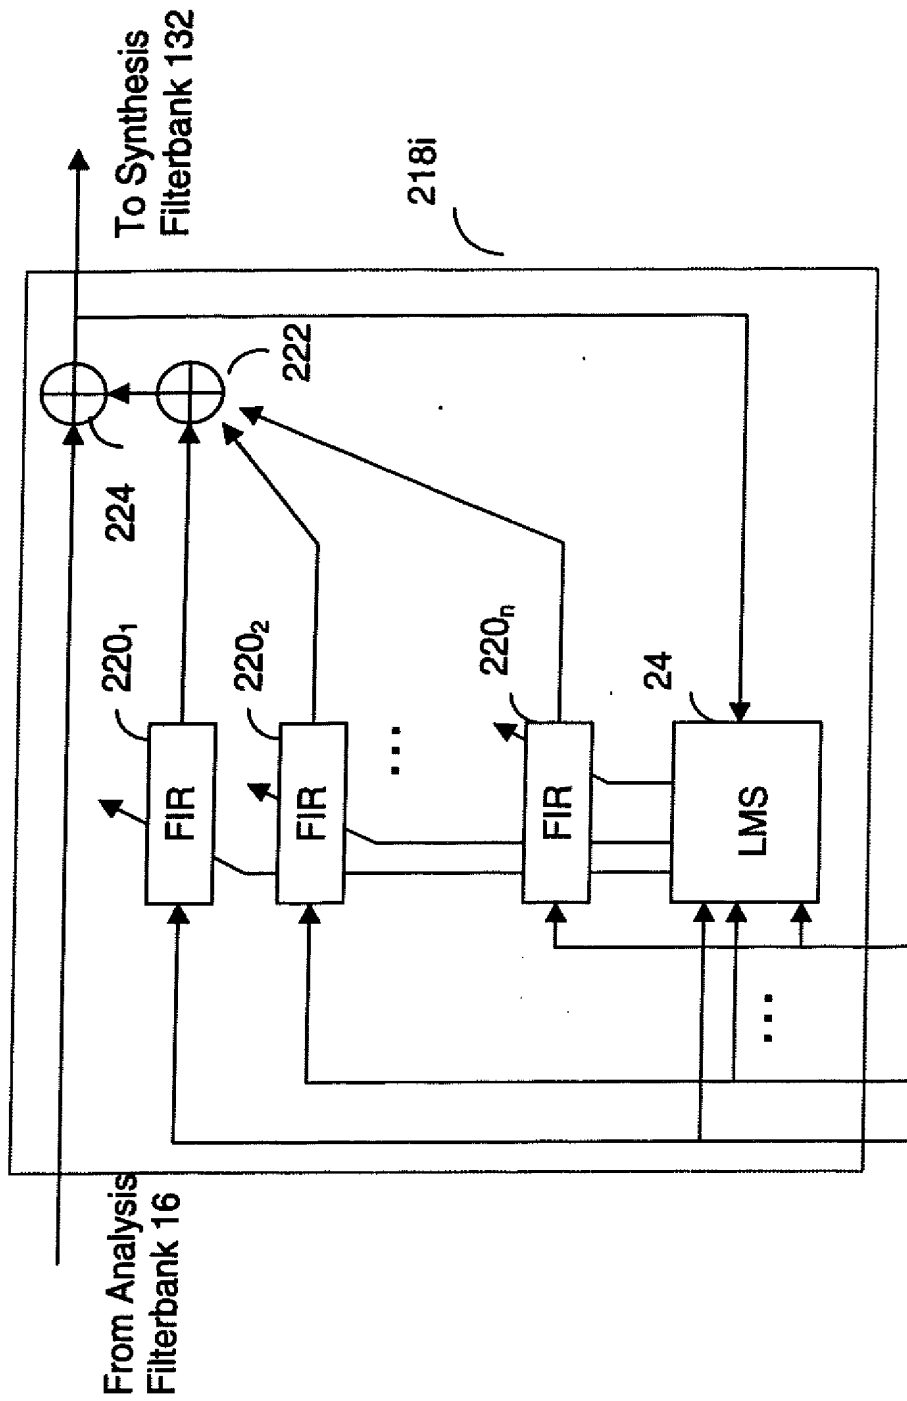 From Analysis
Filterbank 16
To Synthesis
Filterbank 132
224
222
218i
220₁
FIR
220₂
FIR
...
220ₙ
FIR
24
LMS
...